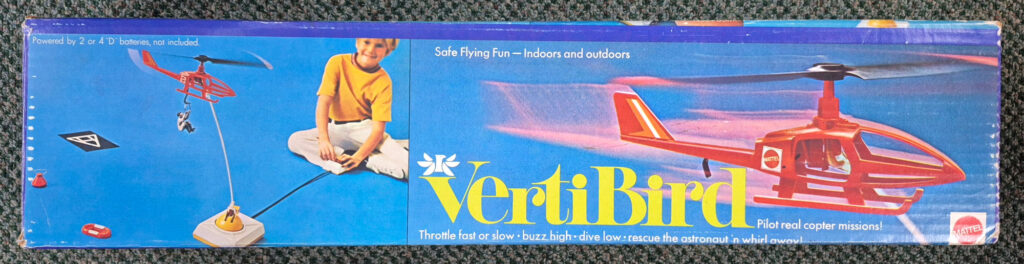 Powered by 2 or 4 'D' batteries, not included.
Safe Flying Fun — Indoors and outdoors
MATTEL
VertiBird
Pilot real copter missions!
Throttle fast or slow · buzz high · dive low · rescue the astronaut 'n whirl away!
MATTEL